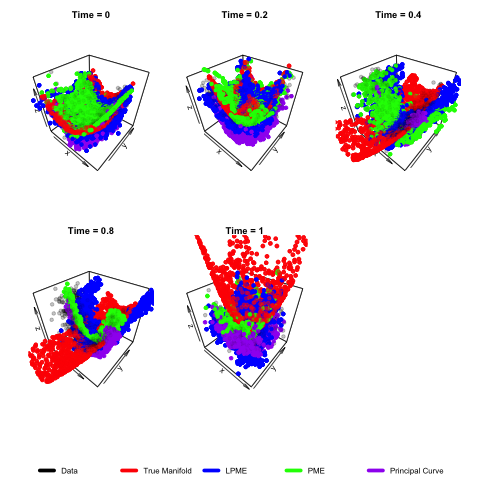 Time = 0
Time = 0.2
Time = 0.4
z
x
y
z
x
y
z
x
y
Time = 0.8
Time = 1
z
x
y
z
x
y
Data
True Manifold
LPME
PME
Principal Curve